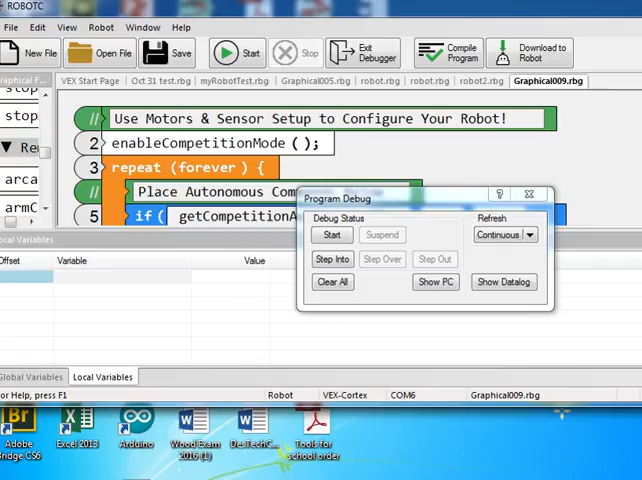 ROBOTC
File Edit View Robot Window Help
New File Open File Save Start Stop Exit Debugger Compile Program Download to Robot
VEX Start Page Oct 31 test.rbg myRobotTest.rbg Graphical005.rbg robot.rbg robot.rbg robot2.rbg Graphical009.rbg
// Use Motors & Sensor Setup to Configure Your Robot!
stop
2 enableCompetitionMode ( );
▼ Re
3 repeat (forever ) {
arca
// Place Autonomous Com
armC
5 if( getCompetitionA
Program Debug
Debug Status Refresh
Start Suspend Continuous
Step Into Step Over Step Out
Clear All Show PC Show Datalog
Local Variables
Offset Variable Value
Global Variables Local Variables
or Help, press F1 Robot VEX-Cortex COM6 Graphical009.rbg
Br
Adobe Bridge CS6
Excel 2013
Arduino
Wood Exam 2016 (1)
DesTechC...
Tools for school order